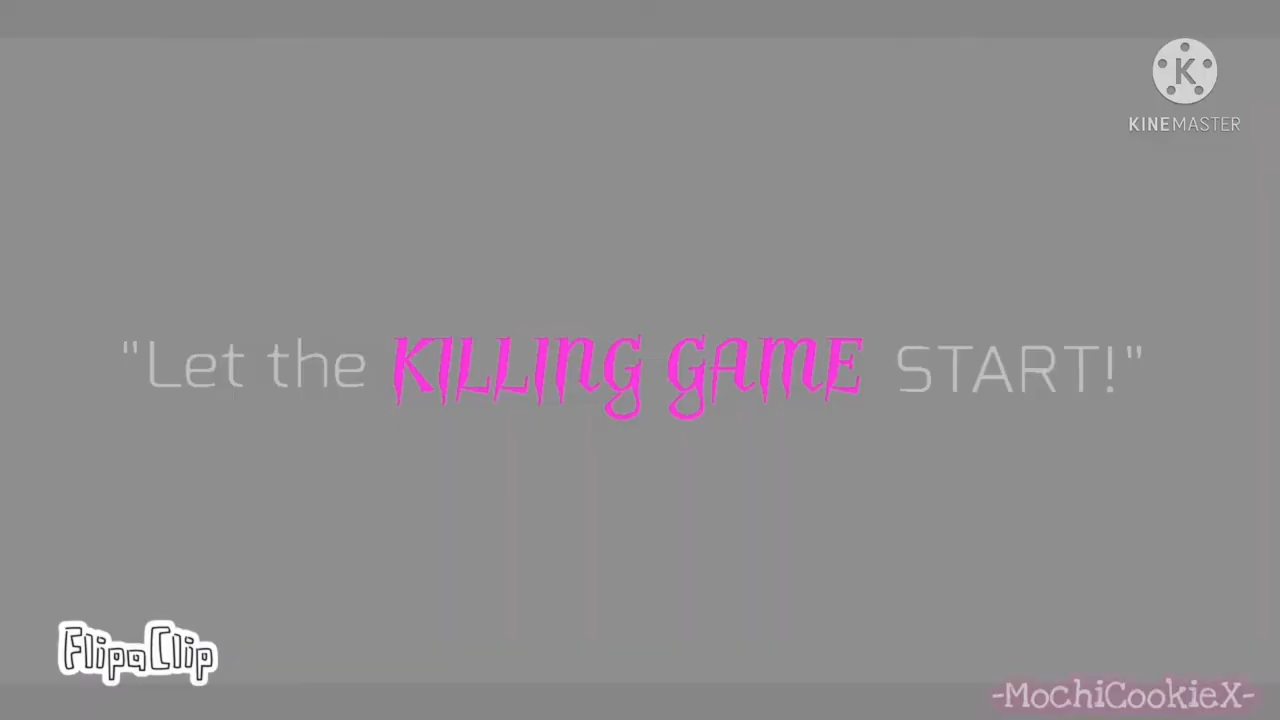 K
KINEMASTER
"Let the KILLING GAME START!"
FlipaClip
-MochiCookieX-